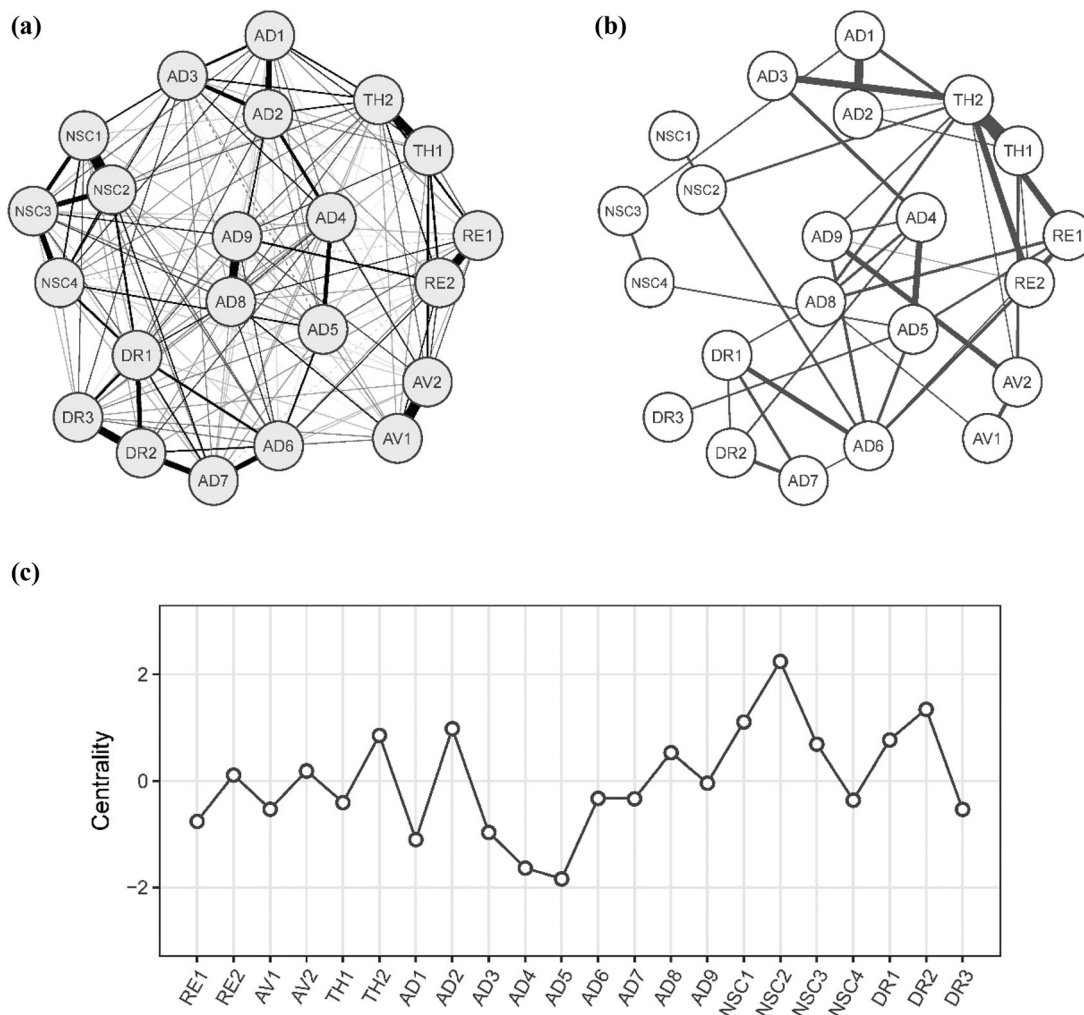 (a)
AD1
AD3
TH2
AD2
NSC1
TH1
NSC2
NSC3
AD4
AD9
RE1
NSC4
RE2
AD8
AD5
DR1
AV2
DR3
AV1
AD6
DR2
AD7
(b)
AD1
AD3
TH2
AD2
NSC1
TH1
NSC2
NSC3
AD4
AD9
RE1
NSC4
RE2
AD8
AD5
DR1
AV2
DR3
AV1
AD6
DR2
AD7
(c)
Centrality
2
0
−2
RE1 RE2 AV1 AV2 TH1 TH2 AD1 AD2 AD3 AD4 AD5 AD6 AD7 AD8 AD9 NSC1 NSC2 NSC3 NSC4 DR1 DR2 DR3